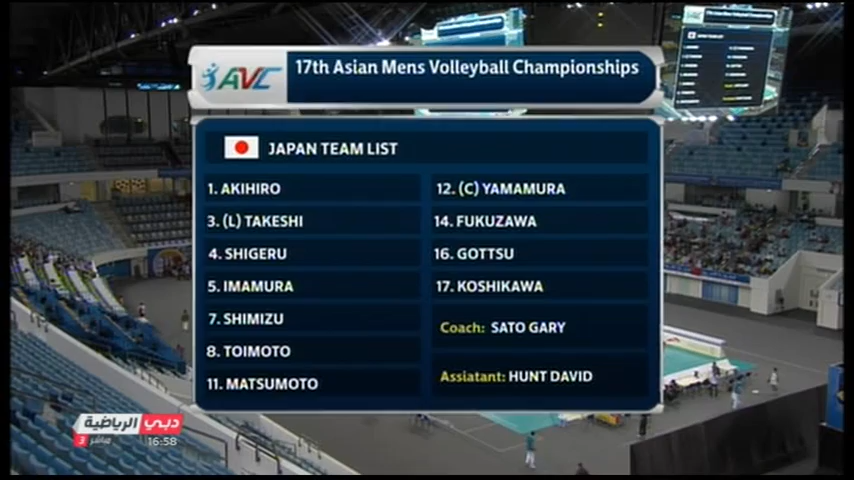 AVC
17th Asian Mens Volleyball Championships
JAPAN TEAM LIST
1. AKIHIRO
3. (L) TAKESHI
4. SHIGERU
5. IMAMURA
7. SHIMIZU
8. TOIMOTO
11. MATSUMOTO
12. (C) YAMAMURA
14. FUKUZAWA
16. GOTTSU
17. KOSHIKAWA
Coach: SATO GARY
Assiatant: HUNT DAVID
دبي الرياضية
مباشر 3
16:58